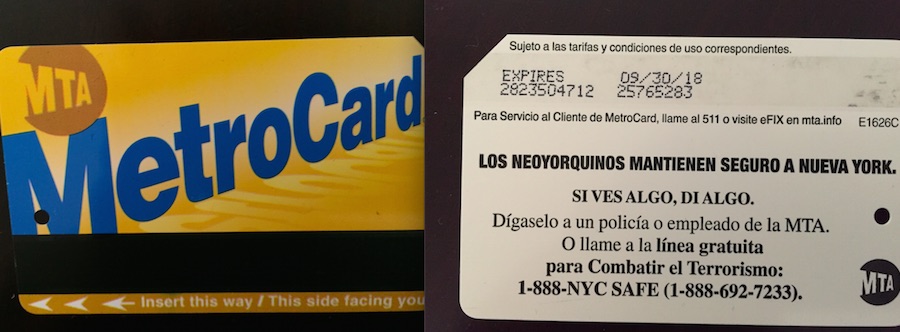 MTA
MetroCard
Insert this way / This side facing you
Sujeto a las tarifas y condiciones de uso correspondientes.
EXPIRES 09/30/18
2823504712 25765283
Para Servicio al Cliente de MetroCard, llame al 511 o visite eFIX en mta.info E1626C
LOS NEOYORQUINOS MANTIENEN SEGURO A NUEVA YORK.
SI VES ALGO, DI ALGO.
Dígaselo a un policía o empleado de la MTA.
O llame a la línea gratuita
para Combatir el Terrorismo:
1-888-NYC SAFE (1-888-692-7233).
MTA